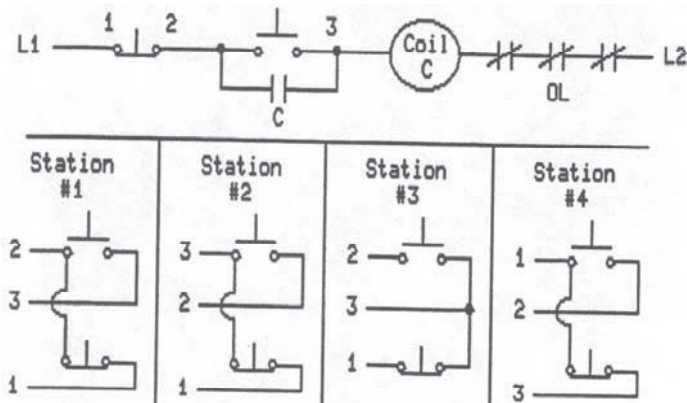 1 2 3
L1 Coil C L2
C OL
Station #1
Station #2
Station #3
Station #4
2 3 2 1
3 2 3 2
1 1 1 3